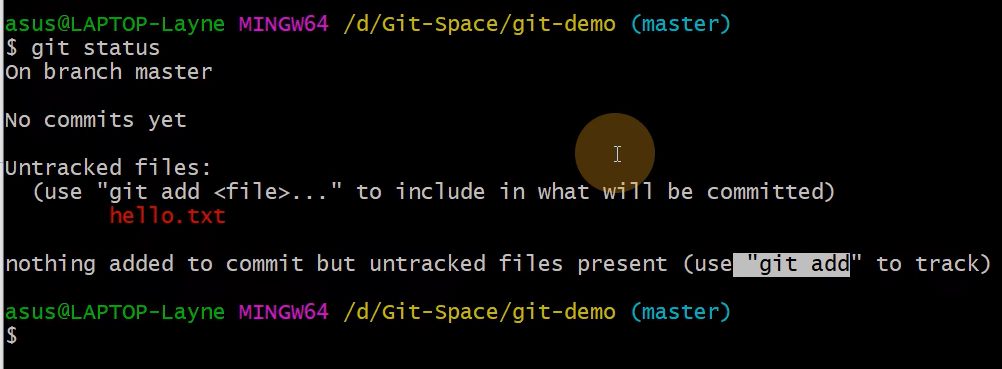 asus@LAPTOP-Layne MINGW64 /d/Git-Space/git-demo (master)
$ git status
On branch master
No commits yet
Untracked files:
(use "git add <file>..." to include in what will be committed)
hello.txt
nothing added to commit but untracked files present (use "git add" to track)
asus@LAPTOP-Layne MINGW64 /d/Git-Space/git-demo (master)
$